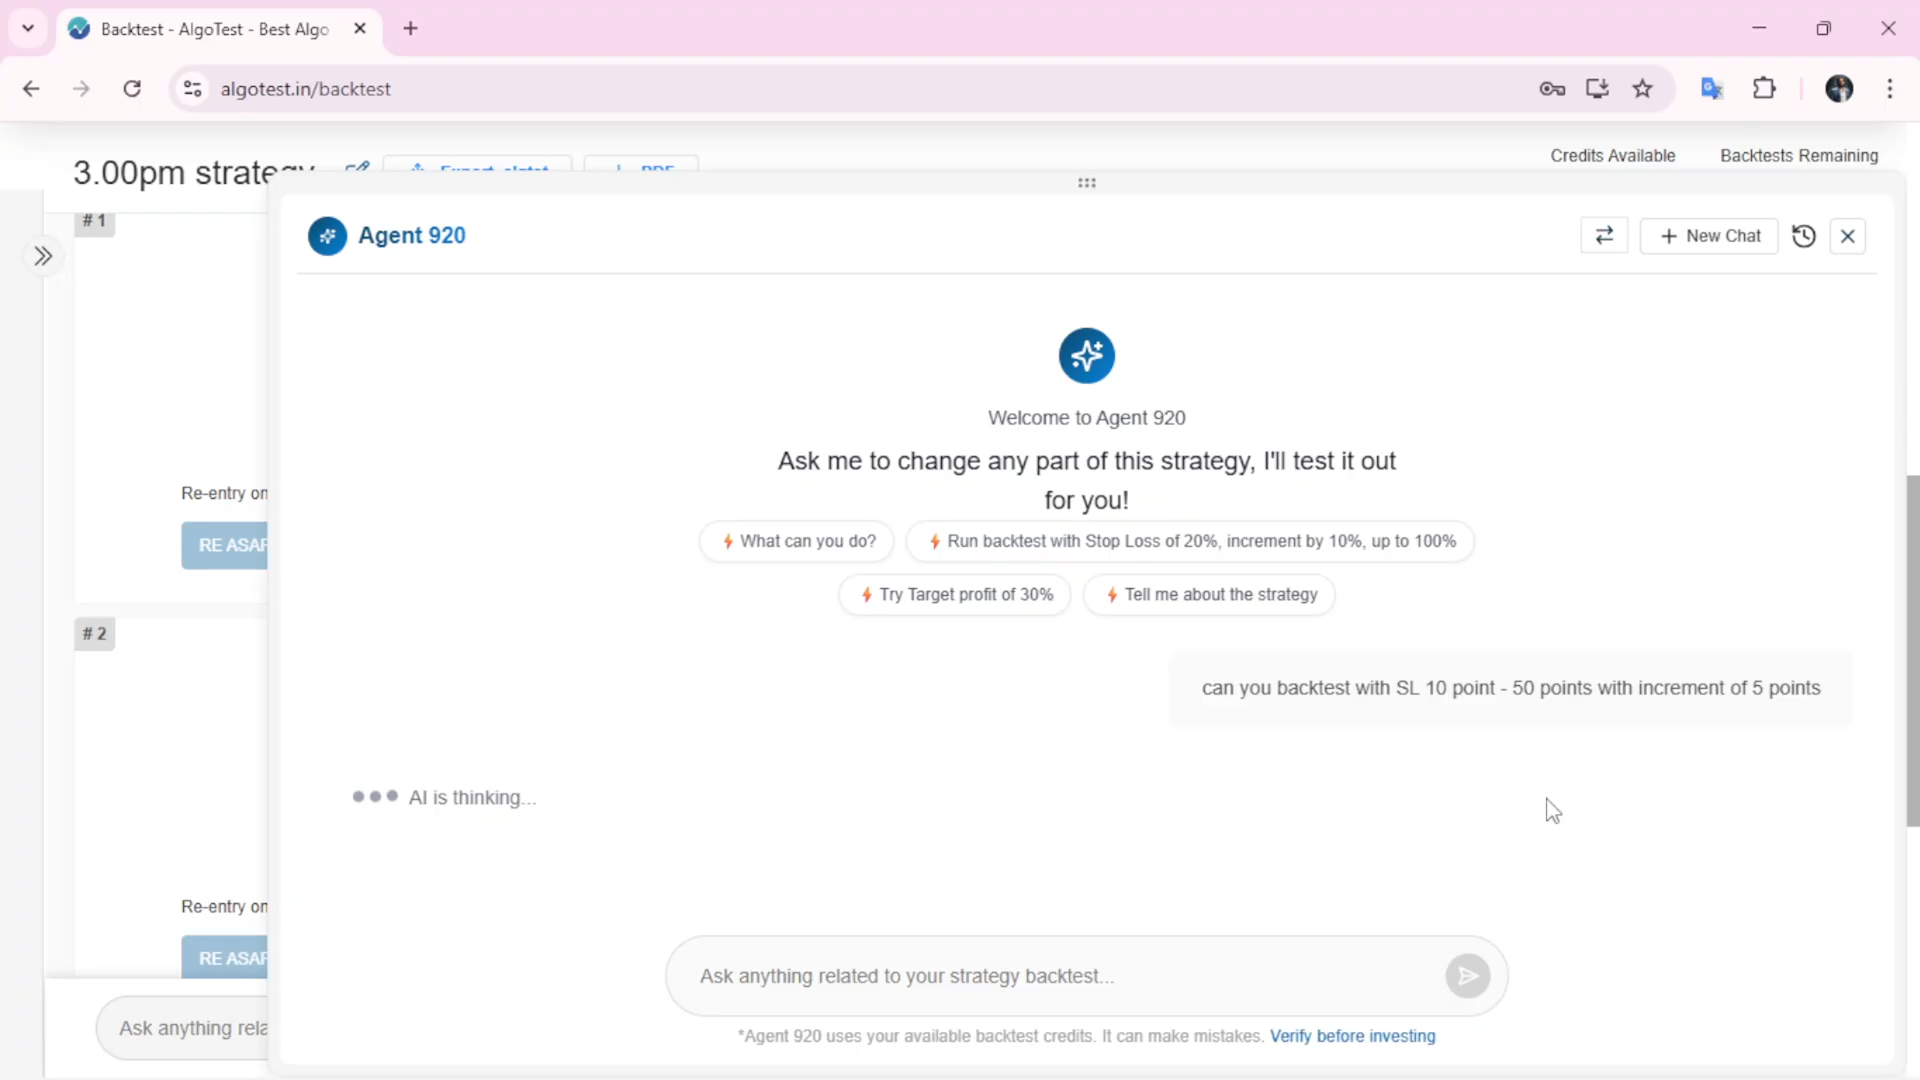 Backtest - AlgoTest - Best Algo
algotest.in/backtest
3.00pm strategy
Export .algtst
PDF
Credits Available
Backtests Remaining
# 1
Agent 920
New Chat
Welcome to Agent 920
Ask me to change any part of this strategy, I'll test it out
for you!
What can you do?
Run backtest with Stop Loss of 20%, increment by 10%, up to 100%
Re-entry on
RE ASAP
Try Target profit of 30%
Tell me about the strategy
# 2
can you backtest with SL 10 point - 50 points with increment of 5 points
AI is thinking...
Re-entry on
RE ASAP
Ask anything related to your strategy backtest...
Ask anything rela
*Agent 920 uses your available backtest credits. It can make mistakes. Verify before investing